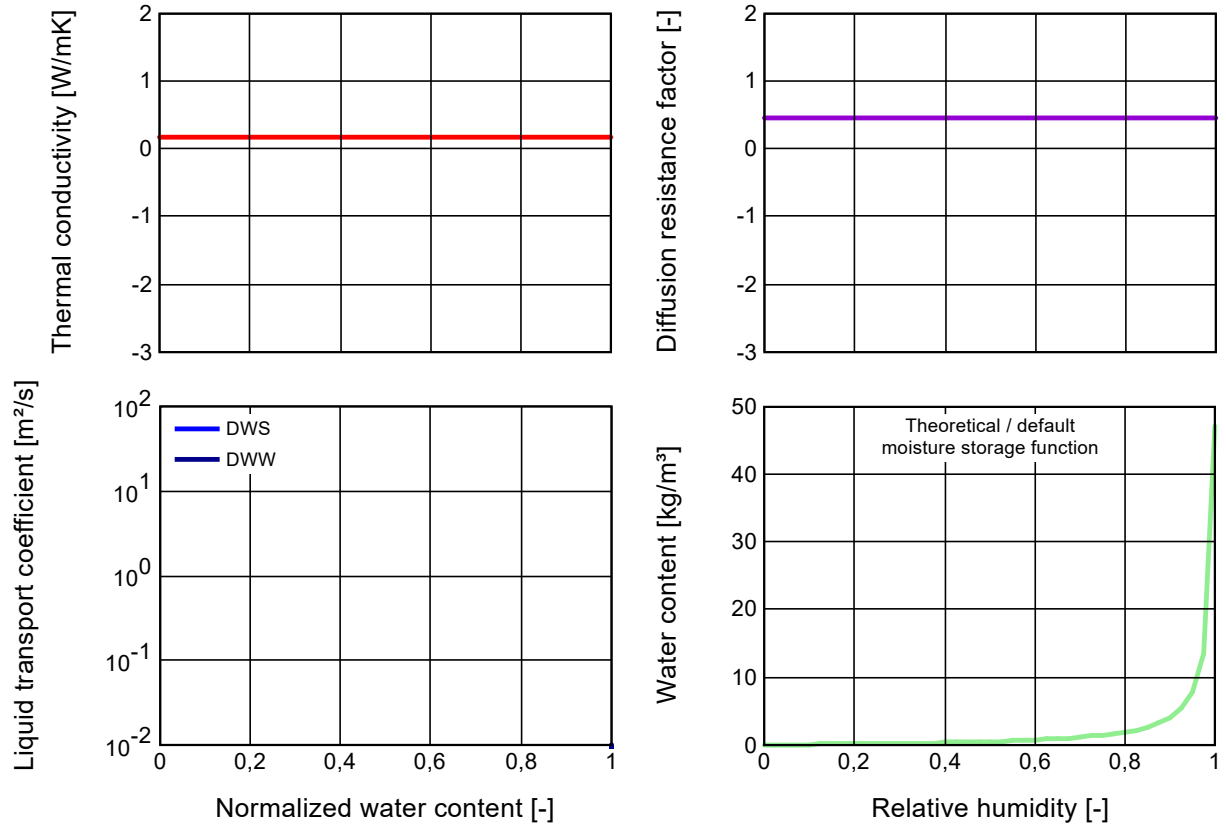 Thermal conductivity [W/mK]
2
1
0
-1
-2
-3
Diffusion resistance factor [-]
2
1
0
-1
-2
-3
Liquid transport coefficient [m²/s]
10²
10¹
10⁰
10⁻¹
10⁻²
DWS
DWW
0 0,2 0,4 0,6 0,8 1
Normalized water content [-]
Water content [kg/m³]
50
40
30
20
10
0
Theoretical / default
moisture storage function
0 0,2 0,4 0,6 0,8 1
Relative humidity [-]